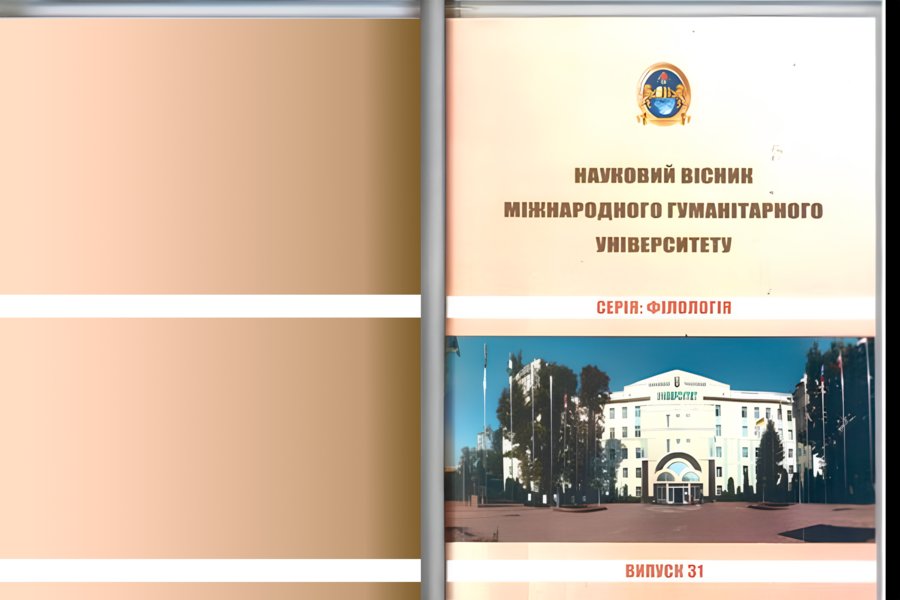 НАУКОВИЙ ВІСНИК
МІЖНАРОДНОГО ГУМАНІТАРНОГО
УНІВЕРСИТЕТУ
СЕРІЯ: ФІЛОЛОГІЯ
УНІВЕРСИТЕТ
ВИПУСК 31